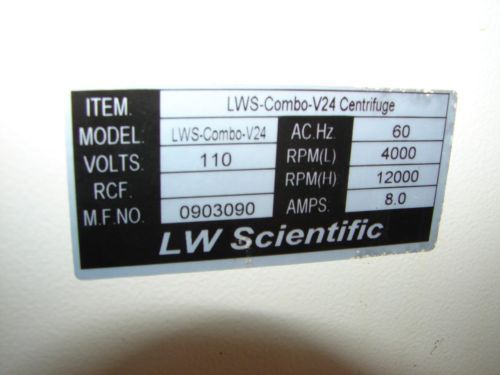 ITEM. LWS-Combo-V24 Centrifuge
MODEL. LWS-Combo-V24 AC.Hz. 60
VOLTS. 110 RPM(L) 4000
RCF. RPM(H) 12000
M.F.NO. 0903090 AMPS. 8.0
LW Scientific